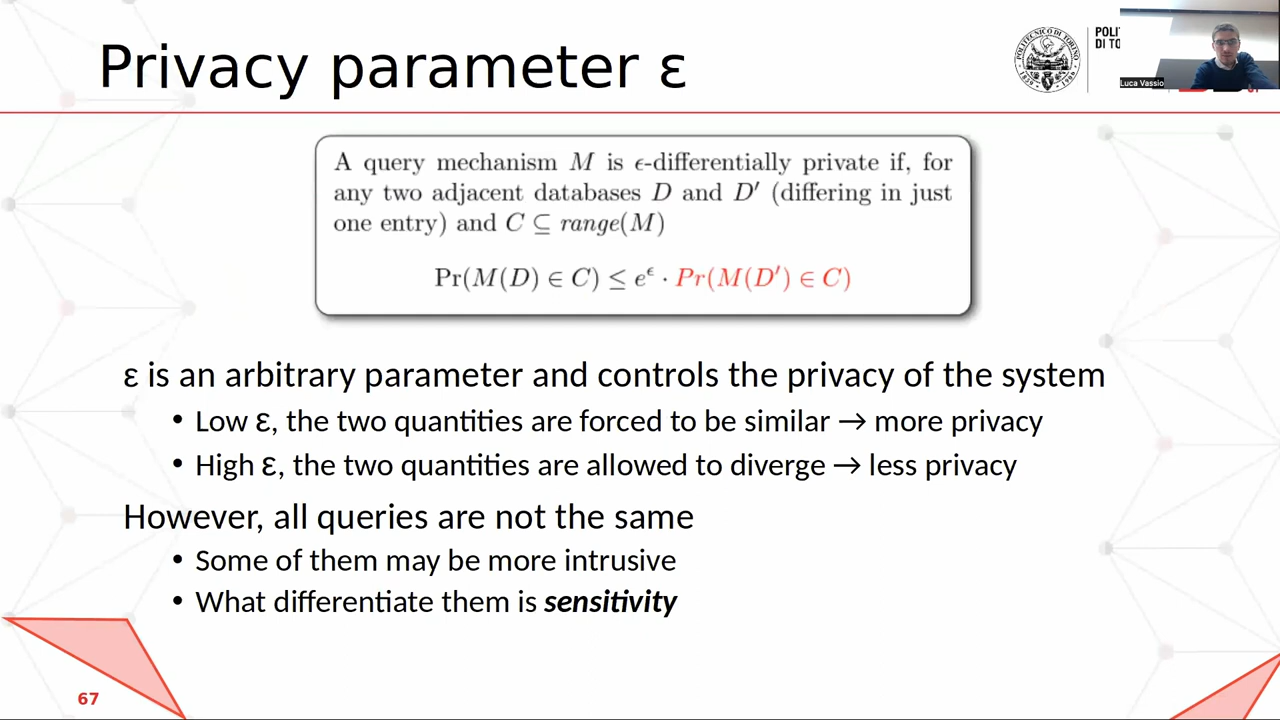 Privacy parameter ε
POLI
DI TO
Luca Vassio
A query mechanism M is ϵ-differentially private if, for
any two adjacent databases D and D′ (differing in just
one entry) and C ⊆ range(M)
Pr(M(D) ∈ C) ≤ e^ϵ · Pr(M(D′) ∈ C)
ε is an arbitrary parameter and controls the privacy of the system
• Low ε, the two quantities are forced to be similar → more privacy
• High ε, the two quantities are allowed to diverge → less privacy
However, all queries are not the same
• Some of them may be more intrusive
• What differentiate them is sensitivity
67